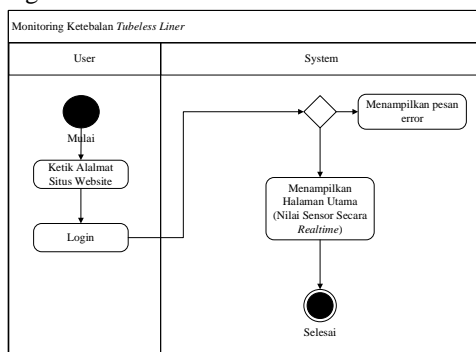 Monitoring Ketebalan Tubeless Liner
User
System
Mulai
Ketik Alalmat
Situs Website
Login
Menampilkan pesan
error
Menampilkan
Halaman Utama
(Nilai Sensor Secara
Realtime)
Selesai